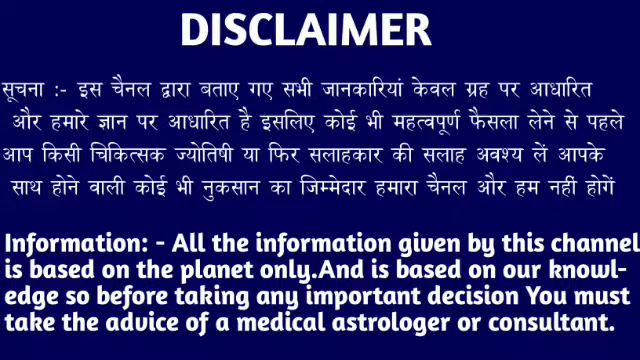 DISCLAIMER
सूचना :- इस चैनल द्वारा बताए गए सभी जानकारियां केवल ग्रह पर आधारित
और हमारे ज्ञान पर आधारित है इसलिए कोई भी महत्वपूर्ण फैसला लेने से पहले
आप किसी चिकित्सक ज्योतिषी या फिर सलाहकार की सलाह अवश्य लें आपके
साथ होने वाली कोई भी नुकसान का जिम्मेदार हमारा चैनल और हम नहीं होगें
Information: - All the information given by this channel
is based on the planet only.And is based on our knowl-
edge so before taking any important decision You must
take the advice of a medical astrologer or consultant.